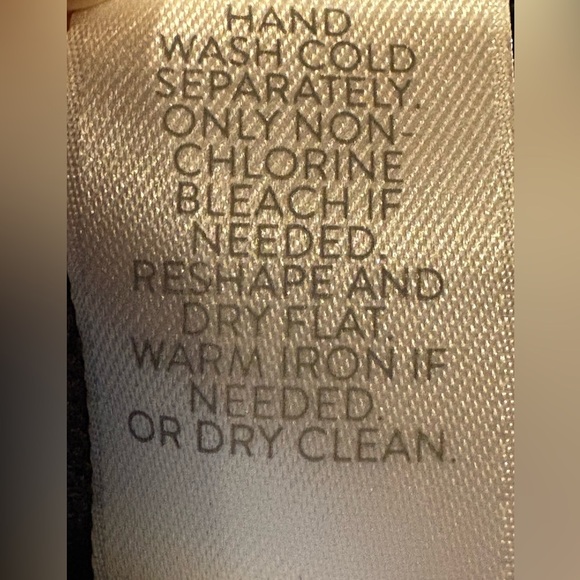 HAND
WASH COLD
SEPARATELY.
ONLY NON-
CHLORINE
BLEACH IF
NEEDED.
RESHAPE AND
DRY FLAT.
WARM IRON IF
NEEDED.
OR DRY CLEAN.